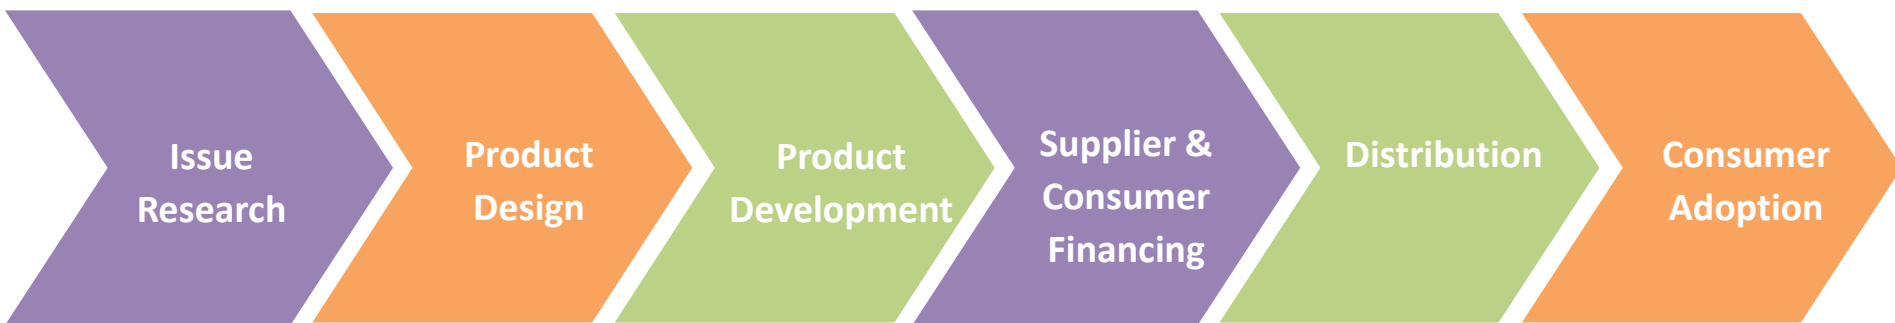 Issue
Research
Product
Design
Product
Development
Supplier &
Consumer
Financing
Distribution
Consumer
Adoption